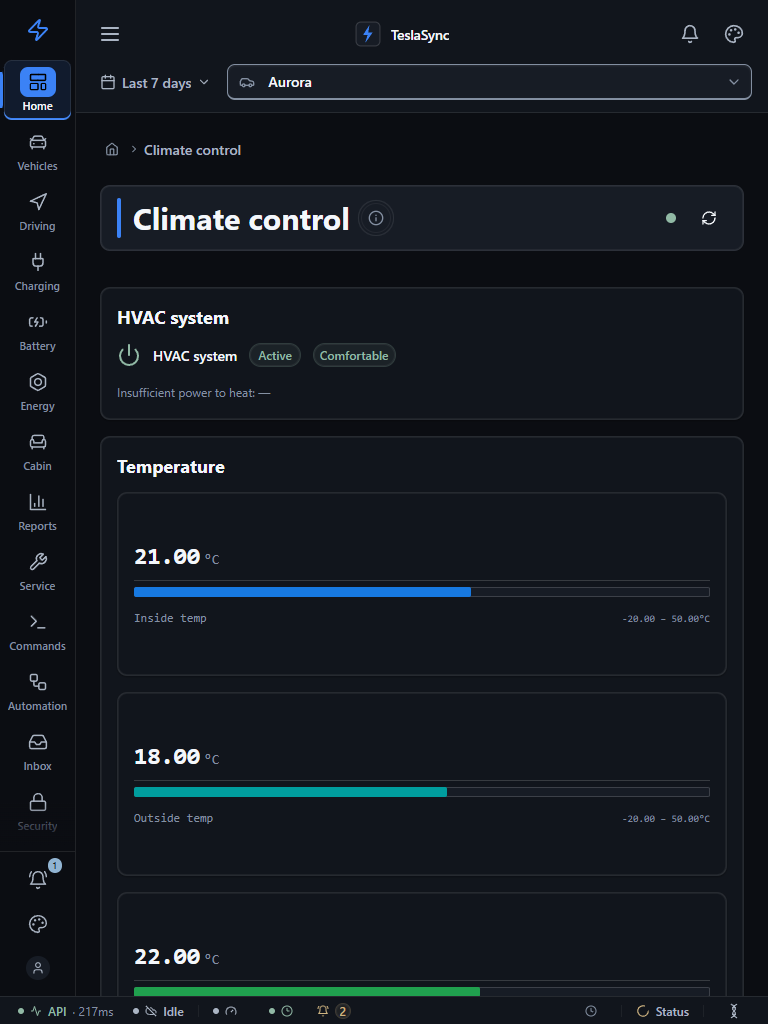 TeslaSync
Last 7 days
Aurora
Home
Vehicles
Driving
Charging
Battery
Energy
Cabin
Reports
Service
Commands
Automation
Inbox
Security
1
Climate control
Climate control
HVAC system
HVAC system Active Comfortable
Insufficient power to heat: —
Temperature
21.00 °C
Inside temp -20.00 – 50.00°C
18.00 °C
Outside temp -20.00 – 50.00°C
22.00 °C
API · 217ms Idle 2 Status